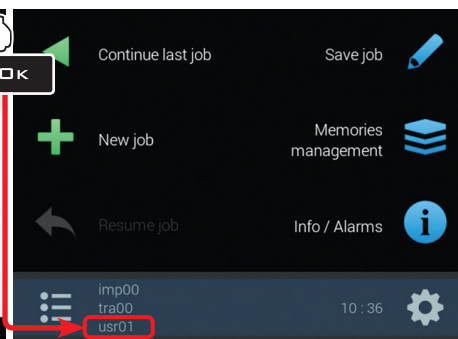 Continue last job
Save job
OK
New job
Memories
management
Resume job
Info / Alarms
i
imp00
tra00
10 : 36
usr01